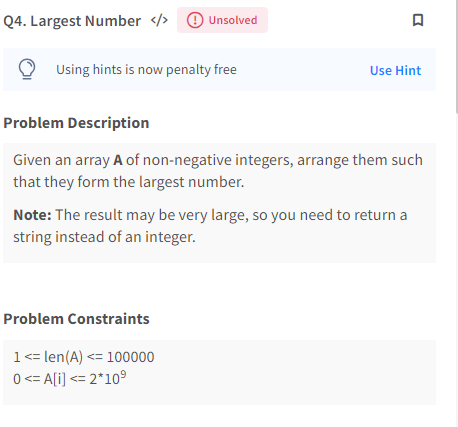 Q4. Largest Number </> Unsolved
Using hints is now penalty free Use Hint
Problem Description
Given an array A of non-negative integers, arrange them such
that they form the largest number.
Note: The result may be very large, so you need to return a
string instead of an integer.
Problem Constraints
1 <= len(A) <= 100000
0 <= A[i] <= 2*10⁹